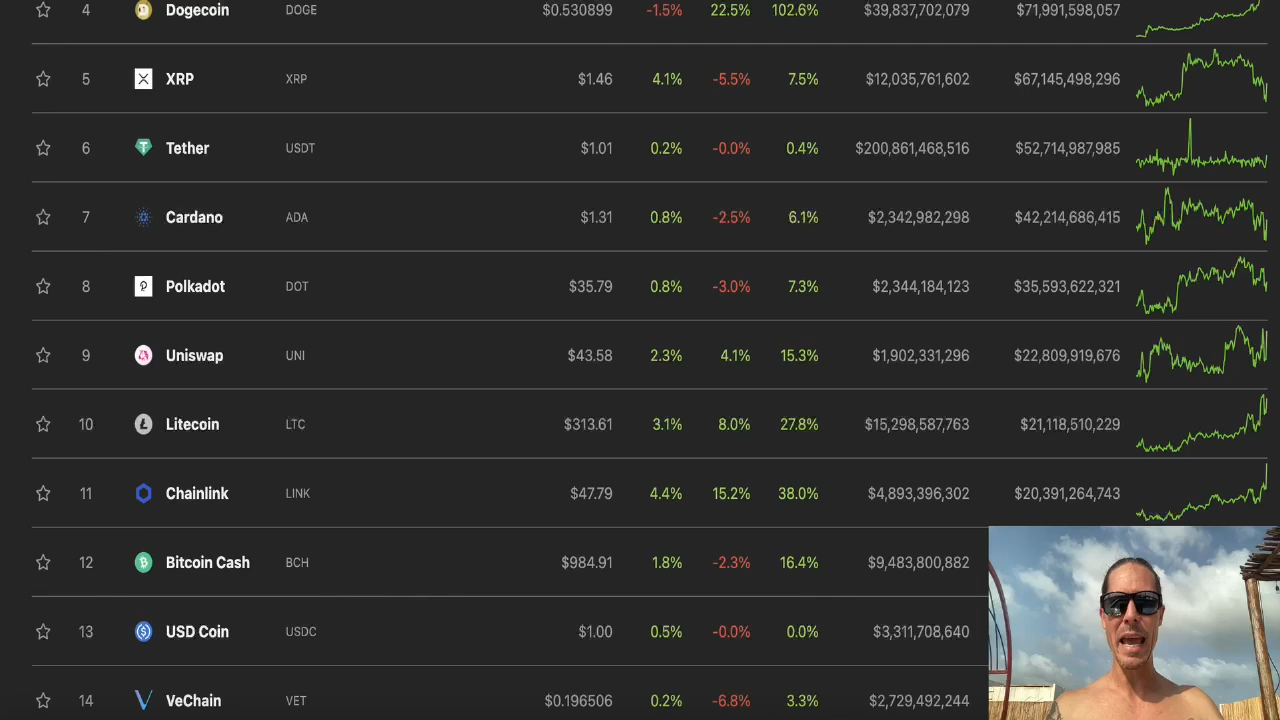 4 Dogecoin DOGE $0.530899 -1.5% 22.5% 102.6% $39,837,702,079 $71,991,598,057
5 XRP XRP $1.46 4.1% -5.5% 7.5% $12,035,761,602 $67,145,498,296
6 Tether USDT $1.01 0.2% -0.0% 0.4% $200,861,468,516 $52,714,987,985
7 Cardano ADA $1.31 0.8% -2.5% 6.1% $2,342,982,298 $42,214,686,415
8 Polkadot DOT $35.79 0.8% -3.0% 7.3% $2,344,184,123 $35,593,622,321
9 Uniswap UNI $43.58 2.3% 4.1% 15.3% $1,902,331,296 $22,809,919,676
10 Litecoin LTC $313.61 3.1% 8.0% 27.8% $15,298,587,763 $21,118,510,229
11 Chainlink LINK $47.79 4.4% 15.2% 38.0% $4,893,396,302 $20,391,264,743
12 Bitcoin Cash BCH $984.91 1.8% -2.3% 16.4% $9,483,800,882
13 USD Coin USDC $1.00 0.5% -0.0% 0.0% $3,311,708,640
14 VeChain VET $0.196506 0.2% -6.8% 3.3% $2,729,492,244